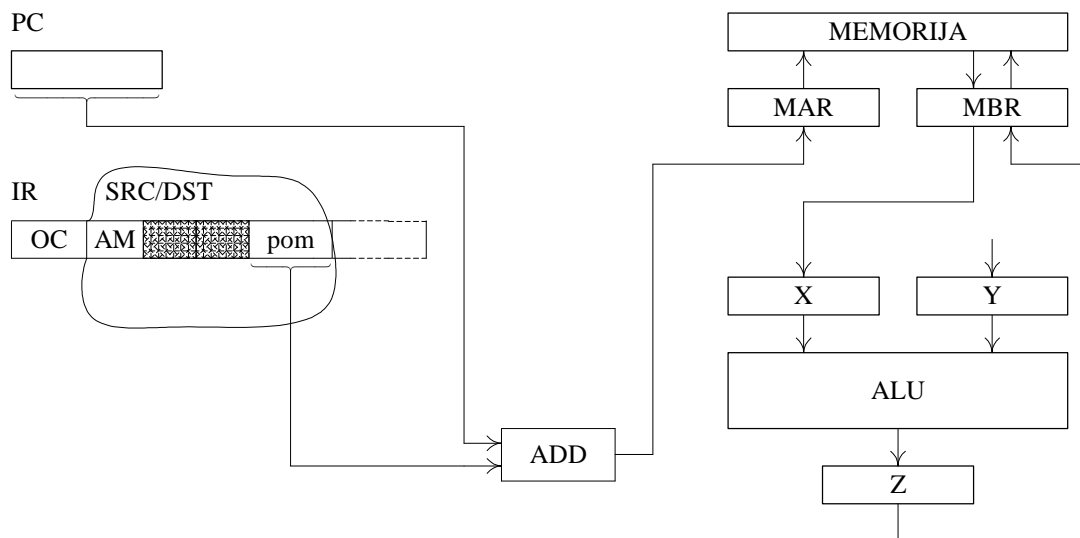 PC
MEMORIJA
MAR
MBR
IR
SRC/DST
OC
AM
pom
X
Y
ALU
ADD
Z